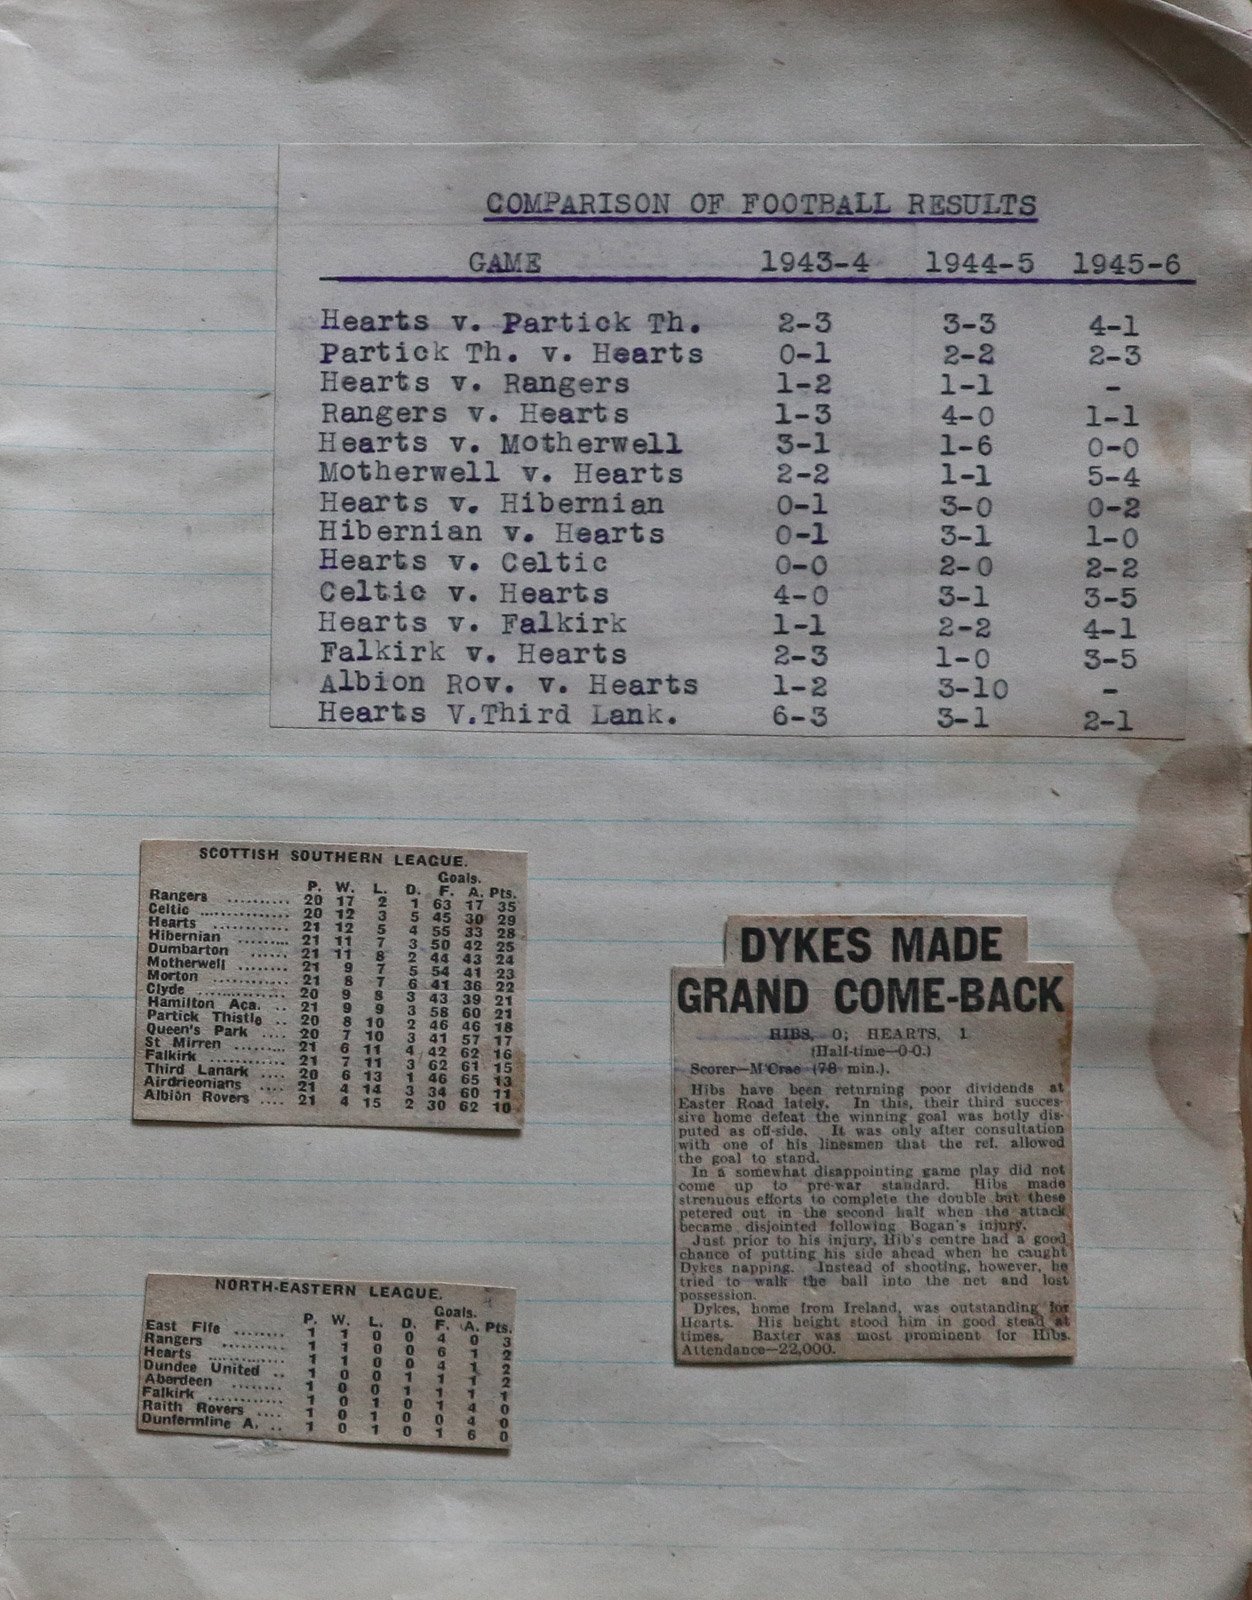 COMPARISON OF FOOTBALL RESULTS
GAME 1943-4 1944-5 1945-6
Hearts v. Partick Th. 2-3 3-3 4-1
Partick Th. v. Hearts 0-1 2-2 2-3
Hearts v. Rangers 1-2 1-1 -
Rangers v. Hearts 1-3 4-0 1-1
Hearts v. Motherwell 3-1 1-6 0-0
Motherwell v. Hearts 2-2 1-1 5-4
Hearts v. Hibernian 0-1 3-0 0-2
Hibernian v. Hearts 0-1 3-1 1-0
Hearts v. Celtic 0-0 2-0 2-2
Celtic v. Hearts 4-0 3-1 3-5
Hearts v. Falkirk 1-1 2-2 4-1
Falkirk v. Hearts 2-3 1-0 3-5
Albion Rov. v. Hearts 1-2 3-10 -
Hearts V.Third Lank. 6-3 3-1 2-1
SCOTTISH SOUTHERN LEAGUE.
Goals.
P. W. L. D. F. A. Pts.
Rangers .......... 20 17 2 1 63 17 35
Celtic ............. 20 12 3 5 45 30 29
Hearts ............ 21 12 5 4 55 33 28
Hibernian ......... 21 11 7 3 50 42 25
Dumbarton ...... 21 11 8 2 44 43 24
Motherwell ........ 21 9 7 5 54 41 23
Morton ............ 21 8 7 6 41 36 22
Clyde .............. 20 9 8 3 43 39 21
Hamilton Aca. .. 21 9 9 3 58 60 21
Partick Thistle .. 20 8 10 2 46 46 18
Queen's Park .... 20 7 10 3 41 57 17
St Mirren ......... 21 6 11 4 42 62 16
Falkirk ............ 21 7 11 3 62 61 15
Third Lanark .... 20 6 13 1 46 65 13
Airdrieonians .... 21 4 14 3 34 60 11
Albion Rovers .... 21 4 15 2 30 62 10
DYKES MADE
GRAND COME-BACK
HIBS, 0; HEARTS, 1
(Half-time—0-0.)
Scorer—M'Crae (78 min.).
Hibs have been returning poor dividends at
Easter Road lately. In this, their third succes-
sive home defeat the winning goal was hotly dis-
puted as off-side. It was only after consultation
with one of his linesmen that the ref. allowed
the goal to stand.
In a somewhat disappointing game play did not
come up to pre-war standard. Hibs made
strenuous efforts to complete the double but these
petered out in the second half when the attack
became disjointed following Bogan's injury.
Just prior to his injury, Hib's centre had a good
chance of putting his side ahead when he caught
Dykes napping. Instead of shooting, however, he
tried to walk the ball into the net and lost
possession.
Dykes, home from Ireland, was outstanding for
Hearts. His height stood him in good stead at
times. Baxter was most prominent for Hibs.
Attendance—22,000.
NORTH-EASTERN LEAGUE.
Goals.
P. W. L. D. F. A. Pts.
East Fife ........ 1 1 0 0 4 0 3
Rangers ........... 1 1 0 0 6 1 2
Hearts ............ 1 1 0 0 4 1 2
Dundee United .. 1 0 0 1 1 1 2
Aberdeen ........ 1 0 0 1 1 1 1
Falkirk ............ 1 0 1 0 1 4 0
Raith Rovers .... 1 0 1 0 0 4 0
Dunfermline A. .. 1 0 1 0 1 6 0